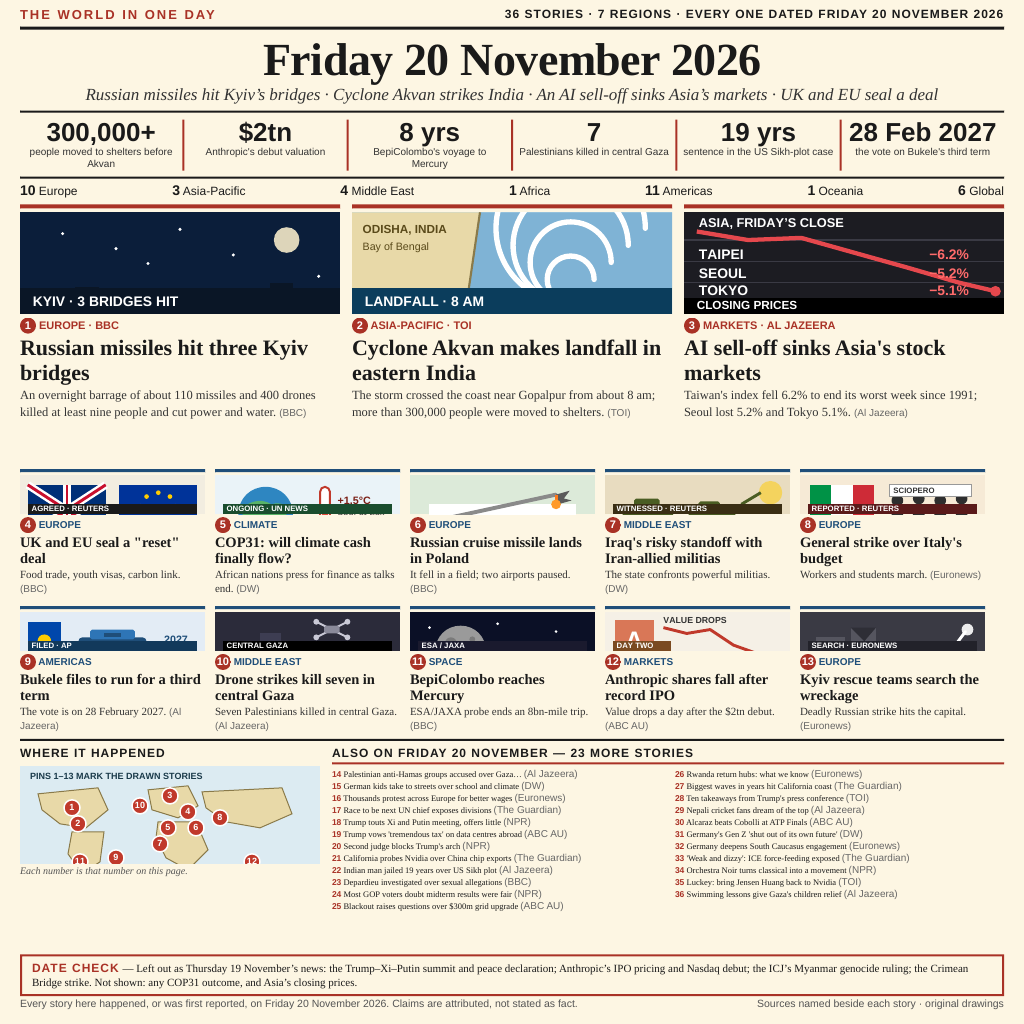 THE WORLD IN ONE DAY
36 STORIES · 7 REGIONS · EVERY ONE DATED FRIDAY 20 NOVEMBER 2026
Friday 20 November 2026
Russian missiles hit Kyiv’s bridges · Cyclone Akvan strikes India · An AI sell-off sinks Asia’s markets · UK and EU seal a deal
300,000+
people moved to shelters before
Akvan
$2tn
Anthropic's debut valuation
8 yrs
BepiColombo's voyage to
Mercury
7
Palestinians killed in central Gaza
19 yrs
sentence in the US Sikh-plot case
28 Feb 2027
the vote on Bukele's third term
10 Europe
3 Asia-Pacific
4 Middle East
1 Africa
11 Americas
1 Oceania
6 Global
KYIV · 3 BRIDGES HIT
1 EUROPE · BBC
Russian missiles hit three Kyiv
bridges
An overnight barrage of about 110 missiles and 400 drones
killed at least nine people and cut power and water. (BBC)
ODISHA, INDIA
Bay of Bengal
LANDFALL · 8 AM
2 ASIA-PACIFIC · TOI
Cyclone Akvan makes landfall in
eastern India
The storm crossed the coast near Gopalpur from about 8 am;
more than 300,000 people were moved to shelters. (TOI)
ASIA, FRIDAY’S CLOSE
TAIPEI −6.2%
SEOUL −5.2%
TOKYO −5.1%
CLOSING PRICES
3 MARKETS · AL JAZEERA
AI sell-off sinks Asia's stock
markets
Taiwan's index fell 6.2% to end its worst week since 1991;
Seoul lost 5.2% and Tokyo 5.1%. (Al Jazeera)
AGREED · REUTERS
4 EUROPE
UK and EU seal a "reset"
deal
Food trade, youth visas, carbon link.
(BBC)
+1.5°C
ONGOING · UN NEWS
5 CLIMATE
COP31: will climate cash
finally flow?
African nations press for finance as talks
end. (DW)
6 EUROPE
Russian cruise missile lands
in Poland
It fell in a field; two airports paused.
(BBC)
WITNESSED · REUTERS
7 MIDDLE EAST
Iraq's risky standoff with
Iran-allied militias
The state confronts powerful militias.
(DW)
SCIOPERO
REPORTED · REUTERS
8 EUROPE
General strike over Italy's
budget
Workers and students march. (Euronews)
2027
FILED · AP
9 AMERICAS
Bukele files to run for a third
term
The vote is on 28 February 2027. (Al
Jazeera)
CENTRAL GAZA
10 MIDDLE EAST
Drone strikes kill seven in
central Gaza
Seven Palestinians killed in central Gaza.
(Al Jazeera)
ESA / JAXA
11 SPACE
BepiColombo reaches
Mercury
ESA/JAXA probe ends an 8bn-mile trip.
(BBC)
VALUE DROPS
A
DAY TWO
12 MARKETS
Anthropic shares fall after
record IPO
Value drops a day after the $2tn debut.
(ABC AU)
SEARCH · EURONEWS
13 EUROPE
Kyiv rescue teams search the
wreckage
Deadly Russian strike hits the capital.
(Euronews)
WHERE IT HAPPENED
PINS 1–13 MARK THE DRAWN STORIES
1
2
10
3
4
5
6
8
7
9
11
12
Each number is that number on this page.
ALSO ON FRIDAY 20 NOVEMBER — 23 MORE STORIES
14 Palestinian anti-Hamas groups accused over Gaza… (Al Jazeera)
15 German kids take to streets over school and climate (DW)
16 Thousands protest across Europe for better wages (Euronews)
17 Race to be next UN chief exposes divisions (The Guardian)
18 Trump touts Xi and Putin meeting, offers little (NPR)
19 Trump vows 'tremendous tax' on data centres abroad (ABC AU)
20 Second judge blocks Trump's arch (NPR)
21 California probes Nvidia over China chip exports (The Guardian)
22 Indian man jailed 19 years over US Sikh plot (Al Jazeera)
23 Depardieu investigated over sexual allegations (BBC)
24 Most GOP voters doubt midterm results were fair (NPR)
25 Blackout raises questions over $300m grid upgrade (ABC AU)
26 Rwanda return hubs: what we know (Euronews)
27 Biggest waves in years hit California coast (The Guardian)
28 Ten takeaways from Trump's press conference (TOI)
29 Nepali cricket fans dream of the top (Al Jazeera)
30 Alcaraz beats Cobolli at ATP Finals (ABC AU)
31 Germany's Gen Z 'shut out of its own future' (DW)
32 Germany deepens South Caucasus engagement (Euronews)
33 'Weak and dizzy': ICE force-feeding exposed (The Guardian)
34 Orchestra Noir turns classical into a movement (NPR)
35 Luckey: bring Jensen Huang back to Nvidia (TOI)
36 Swimming lessons give Gaza's children relief (Al Jazeera)
DATE CHECK — Left out as Thursday 19 November’s news: the Trump–Xi–Putin summit and peace declaration; Anthropic’s IPO pricing and Nasdaq debut; the ICJ’s Myanmar genocide ruling; the Crimean
Bridge strike. Not shown: any COP31 outcome, and Asia’s closing prices.
Every story here happened, or was first reported, on Friday 20 November 2026. Claims are attributed, not stated as fact.
Sources named beside each story · original drawings